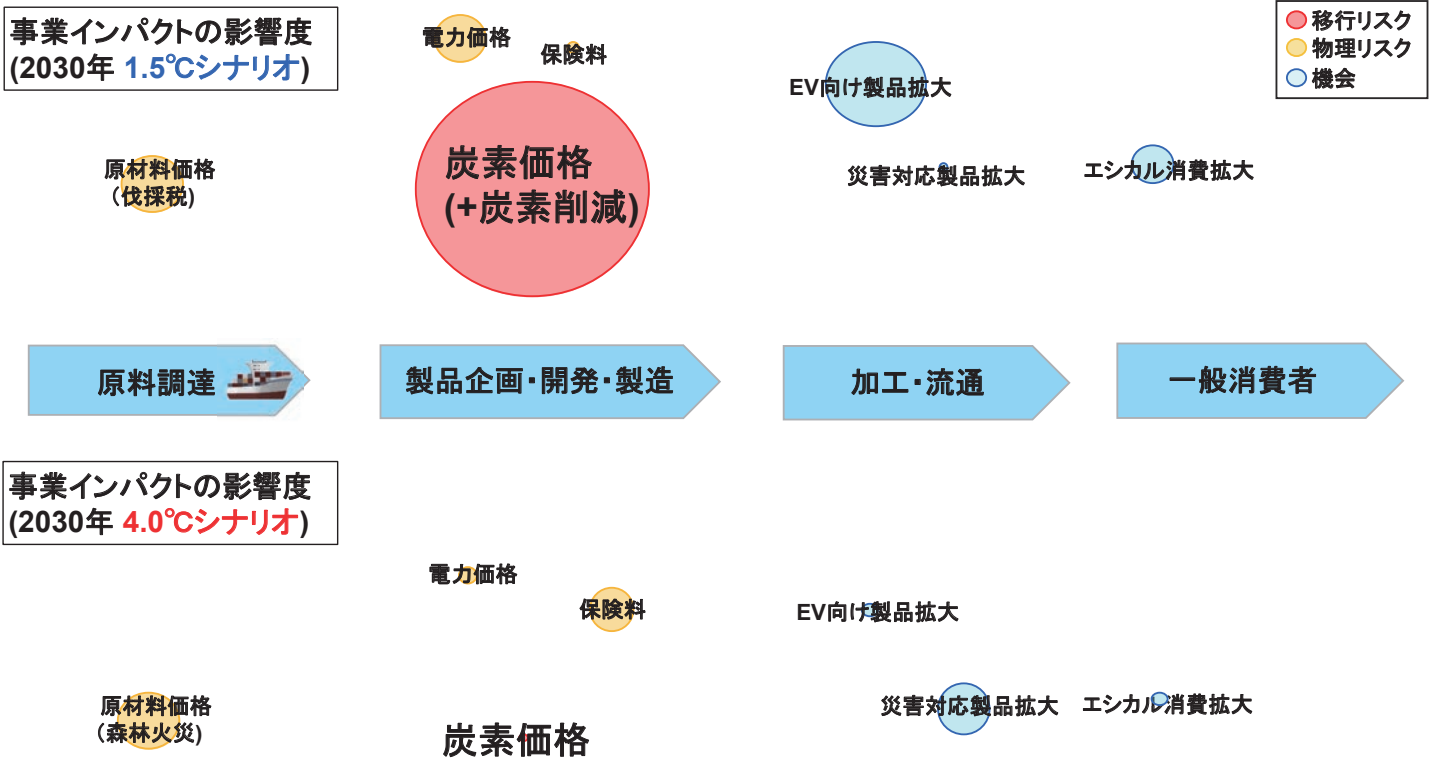 事業インパクトの影響度
(2030年 1.5℃シナリオ)
電力価格
保険料
移行リスク
物理リスク
機会
EV向け製品拡大
炭素価格
(+炭素削減)
原材料価格
(伐採税)
災害対応製品拡大
エシカル消費拡大
原料調達
製品企画・開発・製造
加工・流通
一般消費者
事業インパクトの影響度
(2030年 4.0℃シナリオ)
電力価格
保険料
EV向け製品拡大
原材料価格
(森林火災)
炭素価格
災害対応製品拡大
エシカル消費拡大